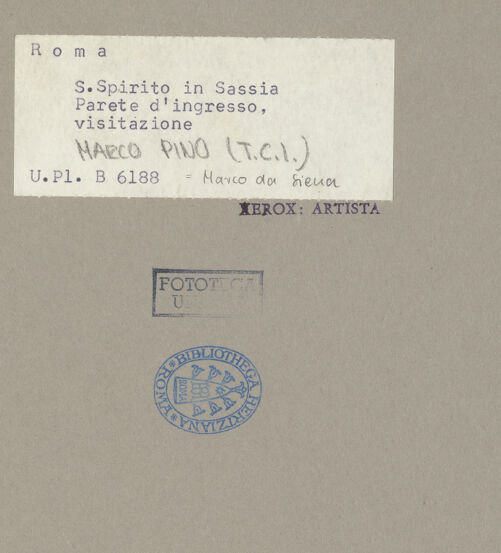 Roma
S.Spirito in Sassia
Parete d'ingresso,
visitazione
MARCO PINO (T.C.I.)
U.Pl. B 6188 = Marco da Siena
XEROX: ARTISTA
FOTOTECA
BIBLIOTHECA HERTZIANA ROMA